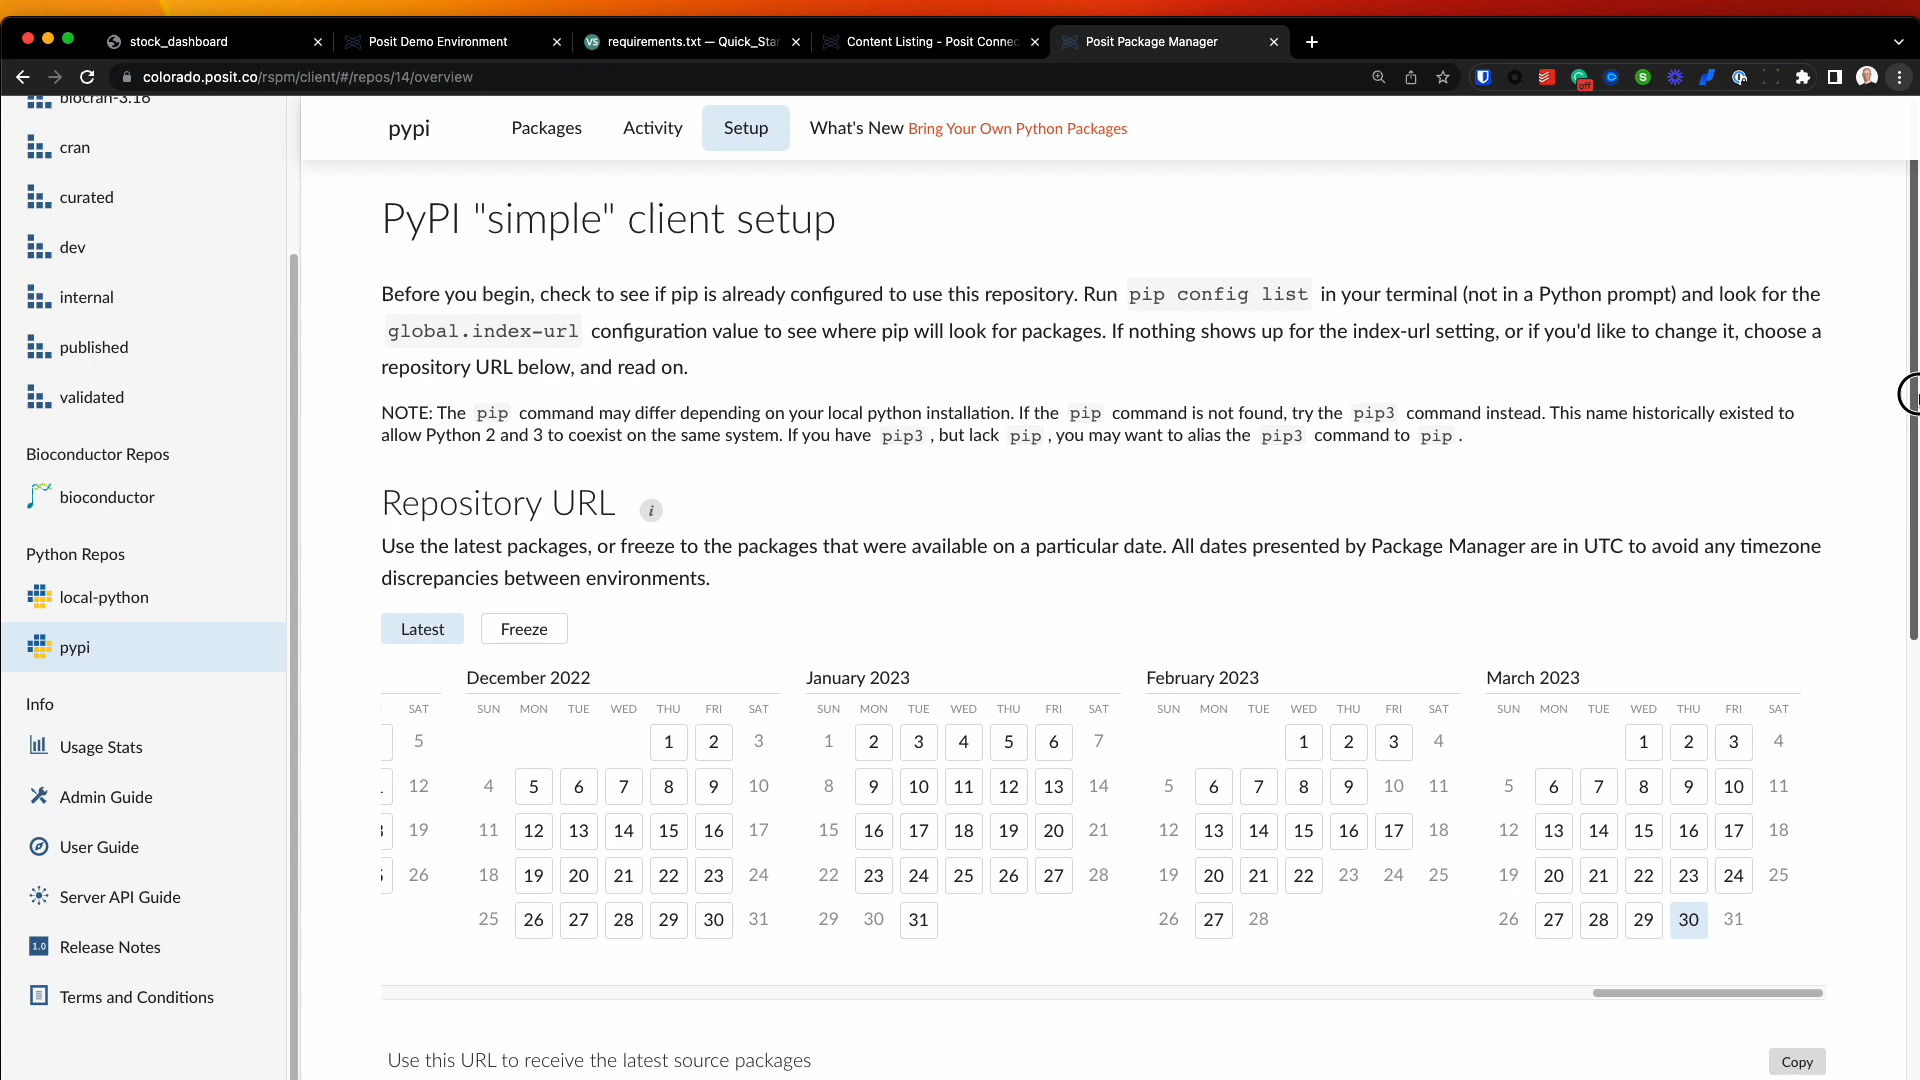 stock_dashboard
Posit Demo Environment
requirements.txt — Quick_Star
Content Listing - Posit Connec
Posit Package Manager
colorado.posit.co/rspm/client/#/repos/14/overview
off
biocran-3.16
cran
curated
dev
internal
published
validated
Bioconductor Repos
bioconductor
Python Repos
local-python
pypi
Info
Usage Stats
Admin Guide
User Guide
Server API Guide
1.0 Release Notes
Terms and Conditions
pypi Packages Activity Setup What's New Bring Your Own Python Packages
PyPI "simple" client setup
Before you begin, check to see if pip is already configured to use this repository. Run pip config list in your terminal (not in a Python prompt) and look for the
global.index-url configuration value to see where pip will look for packages. If nothing shows up for the index-url setting, or if you'd like to change it, choose a
repository URL below, and read on.
NOTE: The pip command may differ depending on your local python installation. If the pip command is not found, try the pip3 command instead. This name historically existed to
allow Python 2 and 3 to coexist on the same system. If you have pip3 , but lack pip , you may want to alias the pip3 command to pip .
Repository URL i
Use the latest packages, or freeze to the packages that were available on a particular date. All dates presented by Package Manager are in UTC to avoid any timezone
discrepancies between environments.
Latest Freeze
December 2022 January 2023 February 2023 March 2023
SAT SUN MON TUE WED THU FRI SAT SUN MON TUE WED THU FRI SAT SUN MON TUE WED THU FRI SAT SUN MON TUE WED THU FRI SAT
5 1 2 3 1 2 3 4 5 6 7 1 2 3 4 1 2 3 4
12 4 5 6 7 8 9 10 8 9 10 11 12 13 14 5 6 7 8 9 10 11 5 6 7 8 9 10 11
19 11 12 13 14 15 16 17 15 16 17 18 19 20 21 12 13 14 15 16 17 18 12 13 14 15 16 17 18
26 18 19 20 21 22 23 24 22 23 24 25 26 27 28 19 20 21 22 23 24 25 19 20 21 22 23 24 25
25 26 27 28 29 30 31 29 30 31 26 27 28 26 27 28 29 30 31
Use this URL to receive the latest source packages Copy